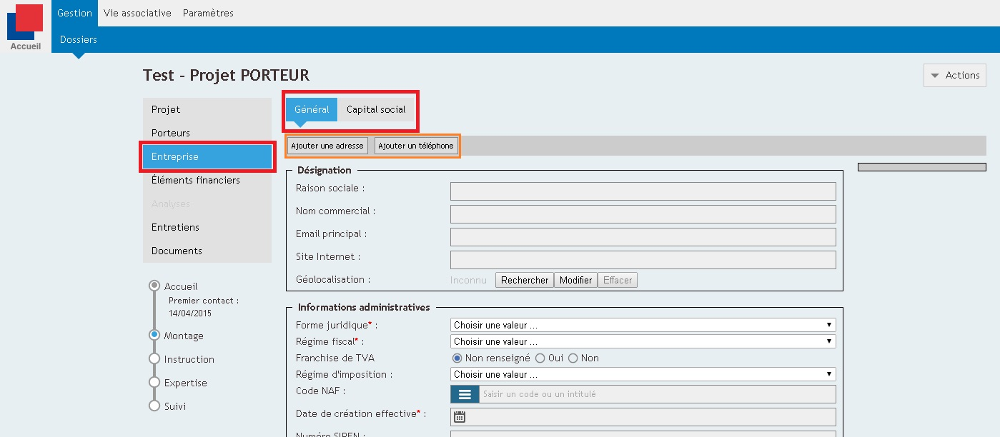 Gestion Vie associative Paramètres
Accueil
Dossiers
Test - Projet PORTEUR
Actions
Projet
Porteurs
Entreprise
Éléments financiers
Analyses
Entretiens
Documents
Accueil
Premier contact :
14/04/2015
Montage
Instruction
Expertise
Suivi
Général Capital social
Ajouter une adresse Ajouter un téléphone
Désignation
Raison sociale :
Nom commercial :
Email principal :
Site Internet :
Géolocalisation : Inconnu Rechercher Modifier Effacer
Informations administratives
Forme juridique* : Choisir une valeur ...
Régime fiscal* : Choisir une valeur ...
Franchise de TVA Non renseigné Oui Non
Régime d'imposition : Choisir une valeur ...
Code NAF : Saisir un code ou un intitulé
Date de création effective* :
Numéro SIREN :